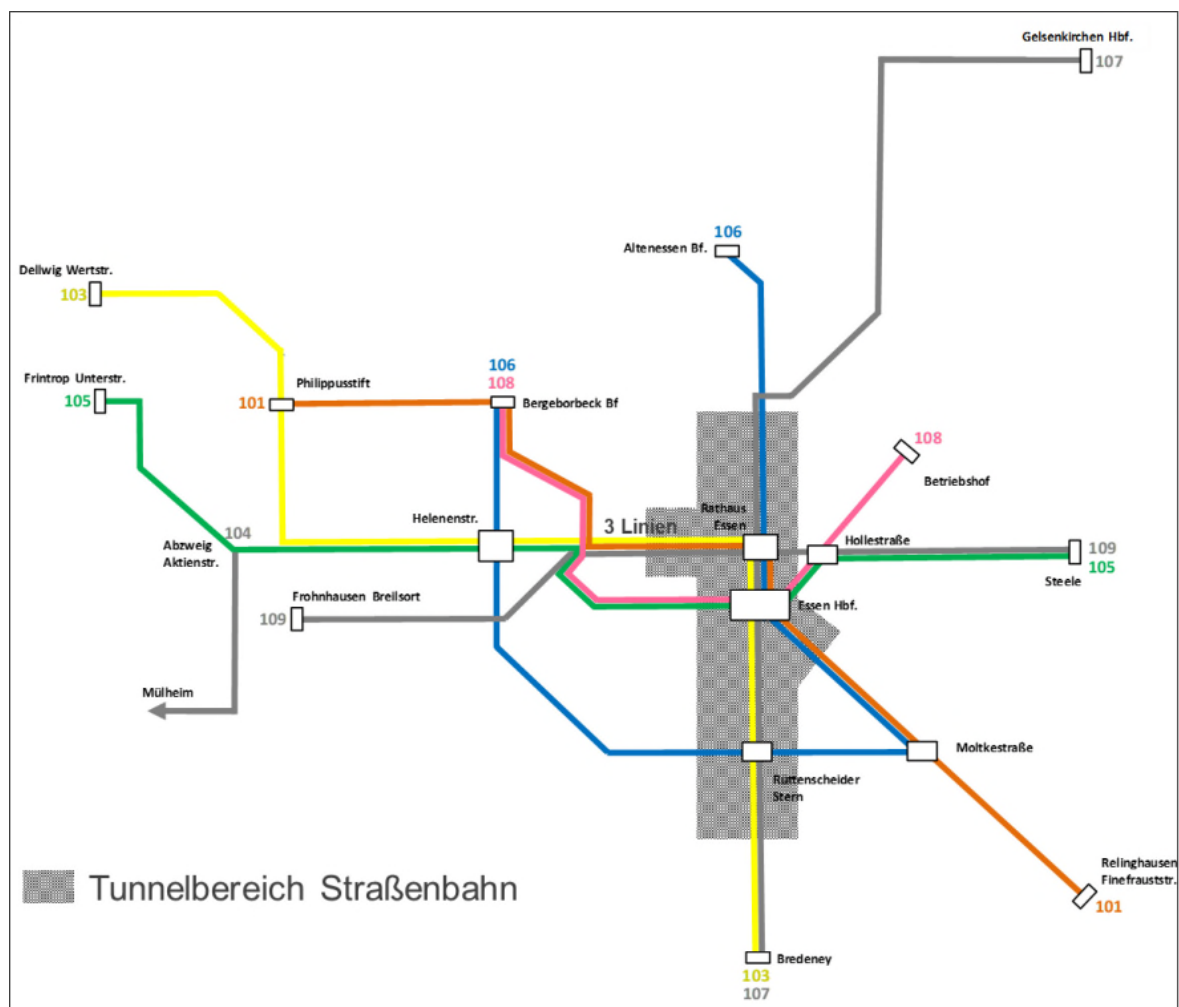 Gelsenkirchen Hbf.
107
106
Altenessen Bf.
Dellwig Wertstr.
103
Frintrop Unterstr.
105
Philippusstift
101
106
108
Bergeborbeck Bf
108
Betriebshof
Rathaus
Essen
Helenenstr.
3 Linien
Hollestraße
104
Abzweig
Aktienstr.
109
105
Steele
Frohnhausen Breilsort
109
Essen Hbf.
Mülheim
Moltkestraße
Rüttenscheider
Stern
Tunnelbereich Straßenbahn
Relinghausen
Finefrauststr.
101
Bredeney
103
107